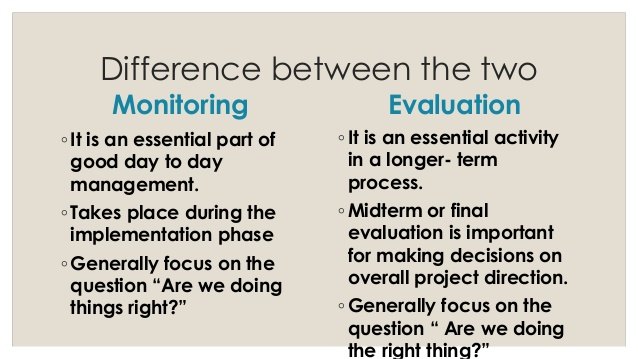 Difference between the two
Monitoring
◦It is an essential part of
good day to day
management.
◦Takes place during the
implementation phase
◦Generally focus on the
question “Are we doing
things right?”
Evaluation
◦It is an essential activity
in a longer- term
process.
◦Midterm or final
evaluation is important
for making decisions on
overall project direction.
◦Generally focus on the
question “ Are we doing
the right thing?”